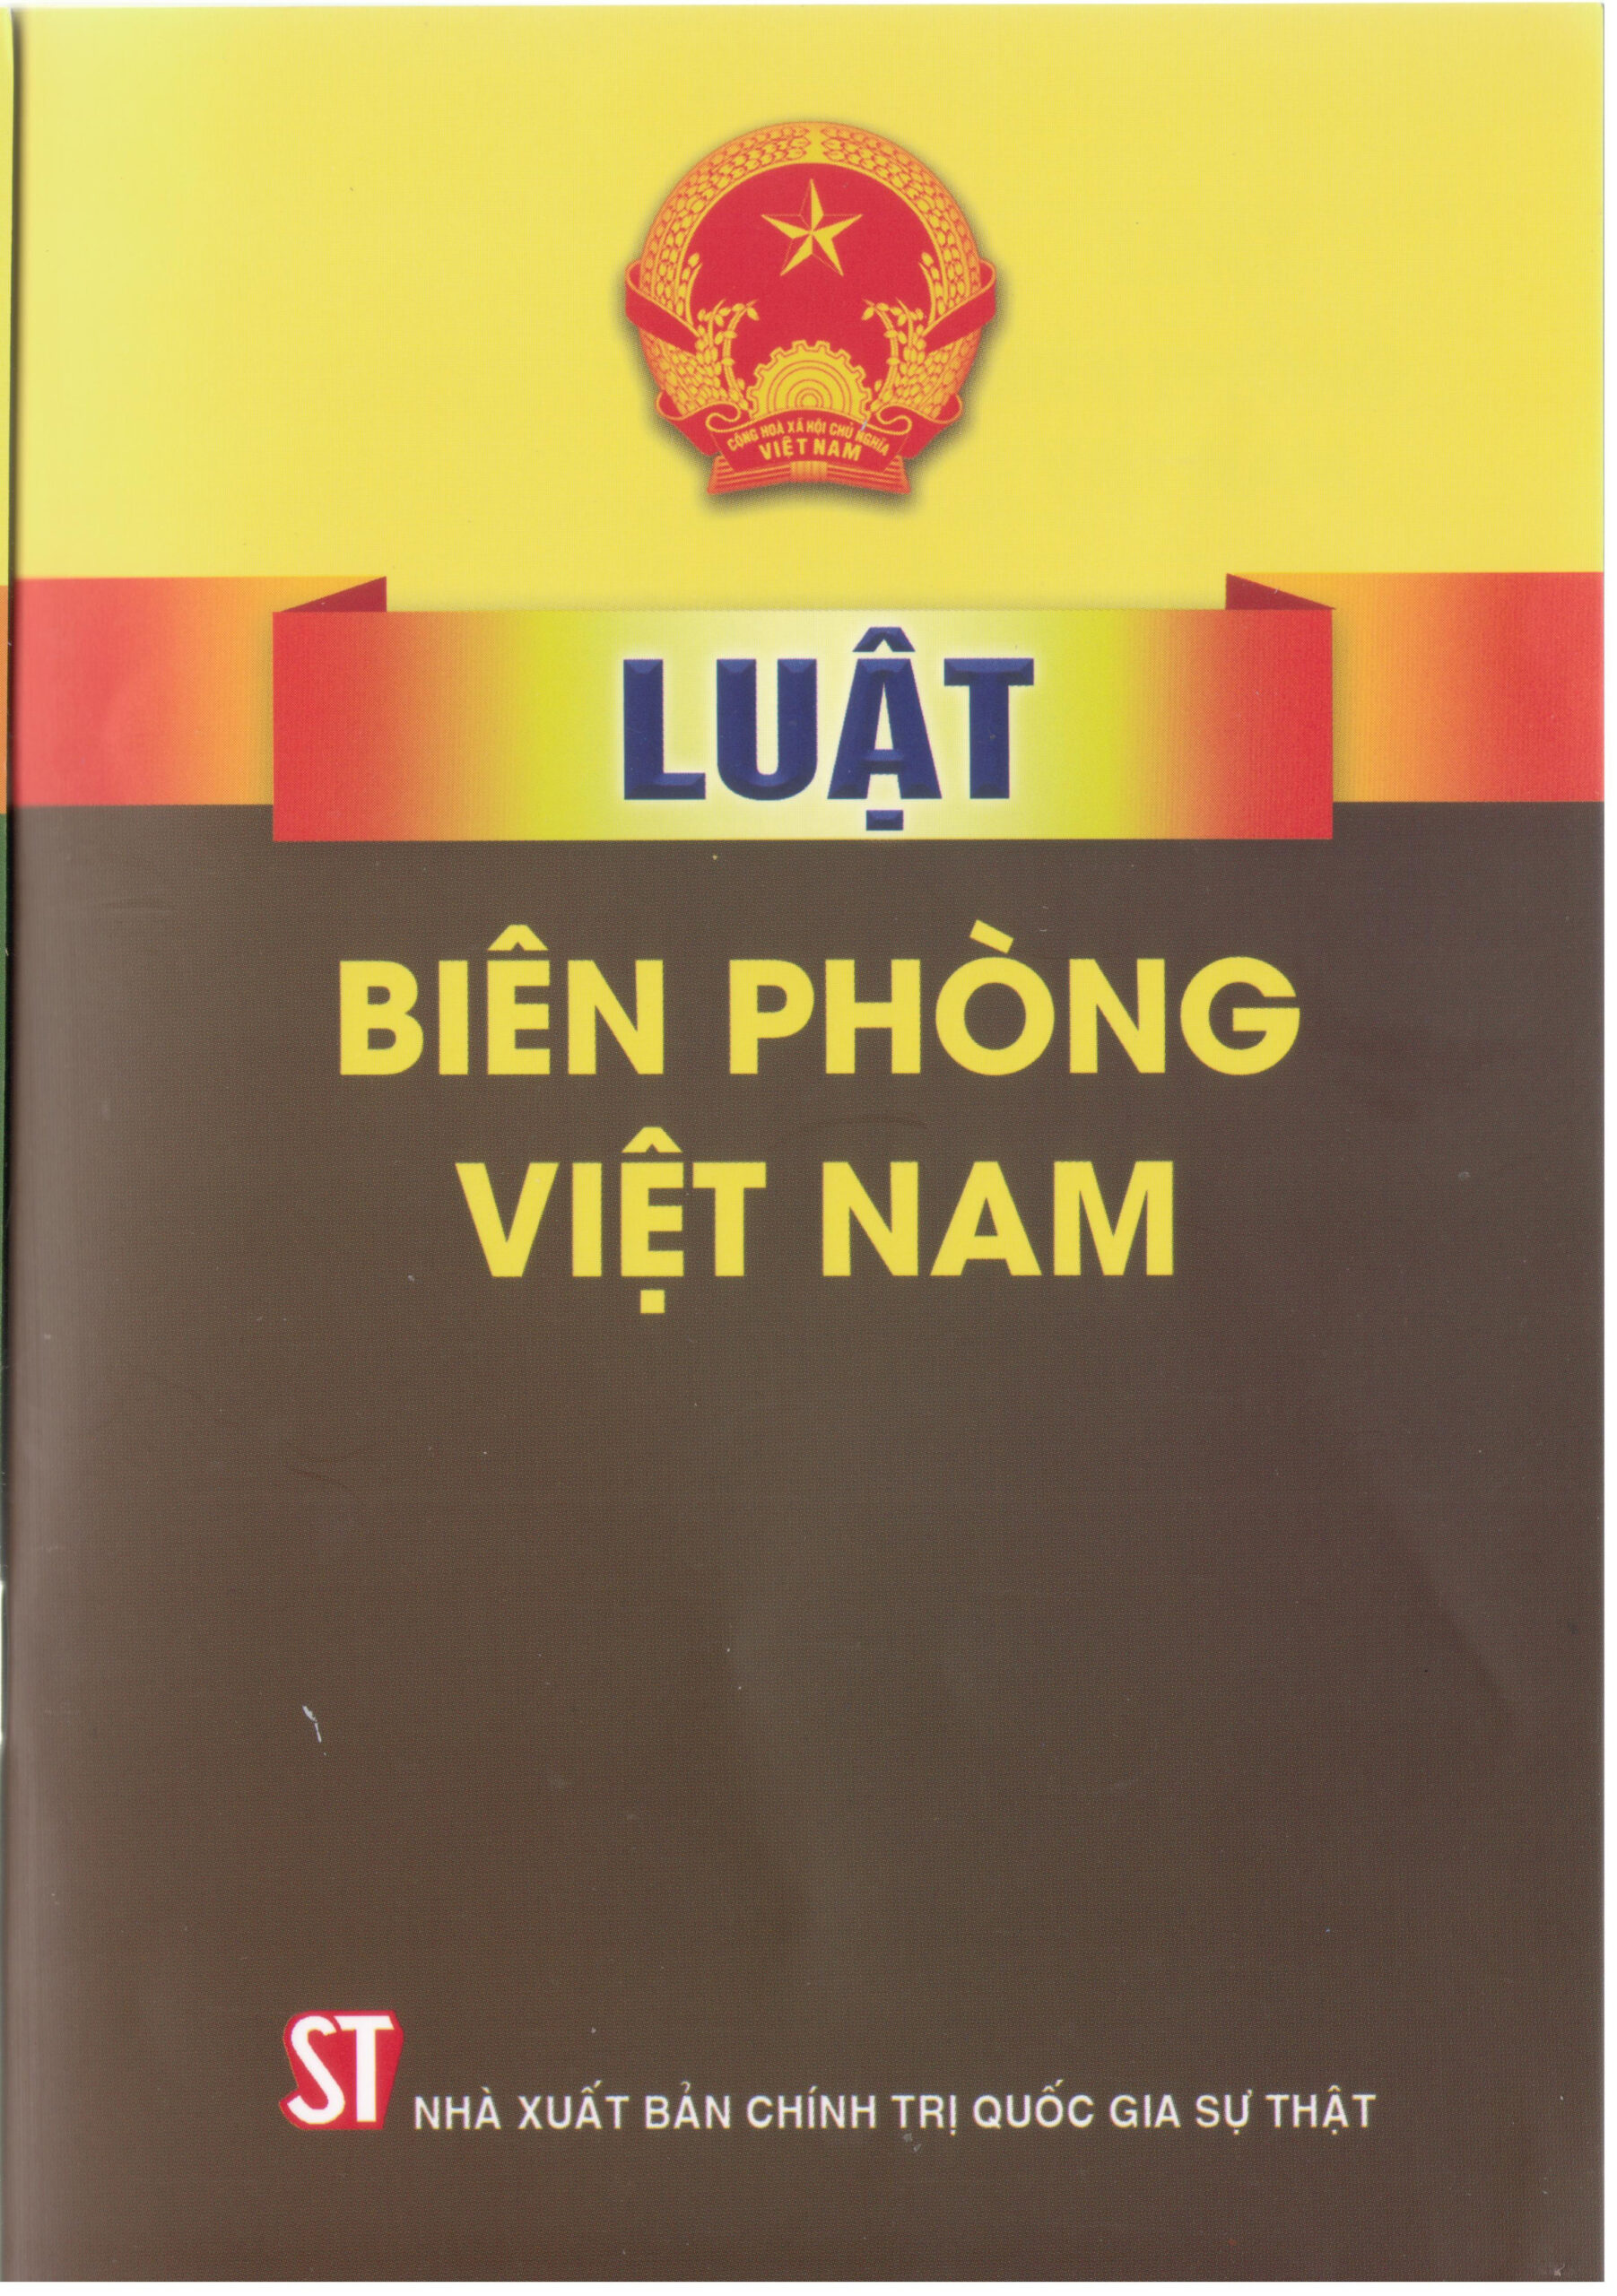 CỘNG HOÀ XÃ HỘI CHỦ NGHĨA
VIỆT NAM
LUẬT
BIÊN PHÒNG
VIỆT NAM
ST
NHÀ XUẤT BẢN CHÍNH TRỊ QUỐC GIA SỰ THẬT